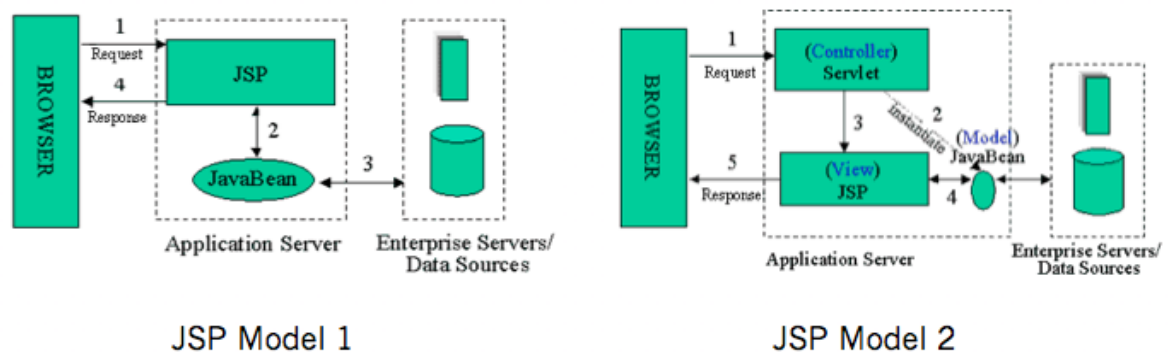 BROWSER
1
Request
4
Response
JSP
2
JavaBean
3
Application Server
Enterprise Servers/
Data Sources
JSP Model 1
BROWSER
1
Request
(Controller)
Servlet
2
Instantiate
3
(Model)
JavaBean
5
Response
(View)
JSP
4
Application Server
Enterprise Servers/
Data Sources
JSP Model 2